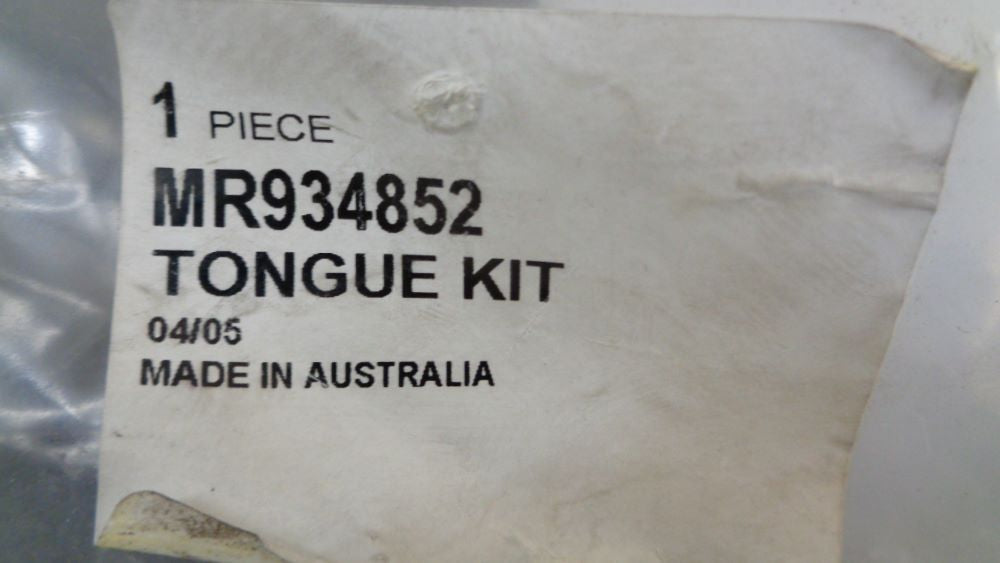 1 PIECE
MR934852
TONGUE KIT
04/05
MADE IN AUSTRALIA